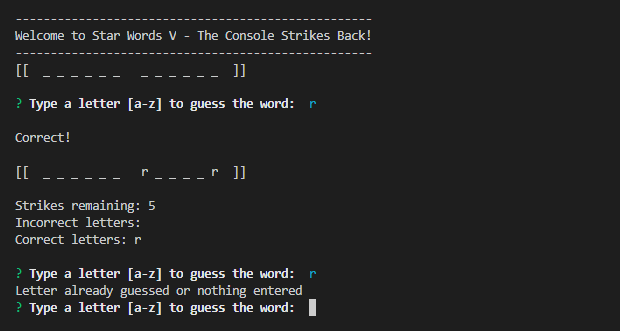 ---------------------------------------------------
Welcome to Star Words V - The Console Strikes Back!
---------------------------------------------------
[[  _ _ _ _ _ _   _ _ _ _ _ _  ]]
? Type a letter [a-z] to guess the word:  r
Correct!
[[  _ _ _ _ _ _   r _ _ _ _ r  ]]
Strikes remaining: 5
Incorrect letters:
Correct letters: r
? Type a letter [a-z] to guess the word:  r
Letter already guessed or nothing entered
? Type a letter [a-z] to guess the word: